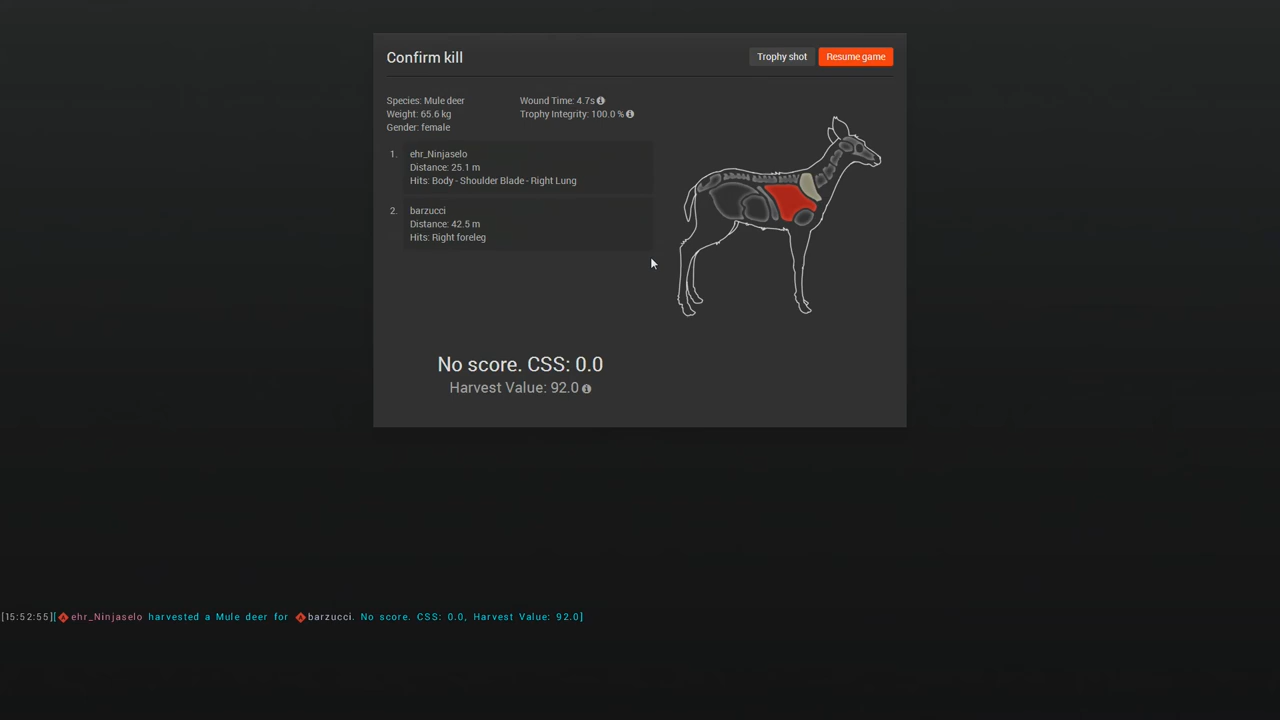 Confirm kill
Trophy shot
Resume game
Species: Mule deer
Weight: 65.6 kg
Gender: female
Wound Time: 4.7s
Trophy Integrity: 100.0 %
1. ehr_Ninjaselo
Distance: 25.1 m
Hits: Body - Shoulder Blade - Right Lung
2. barzucci
Distance: 42.5 m
Hits: Right foreleg
No score. CSS: 0.0
Harvest Value: 92.0
[15:52:55][ ehr_Ninjaselo harvested a Mule deer for barzucci. No score. CSS: 0.0, Harvest Value: 92.0]